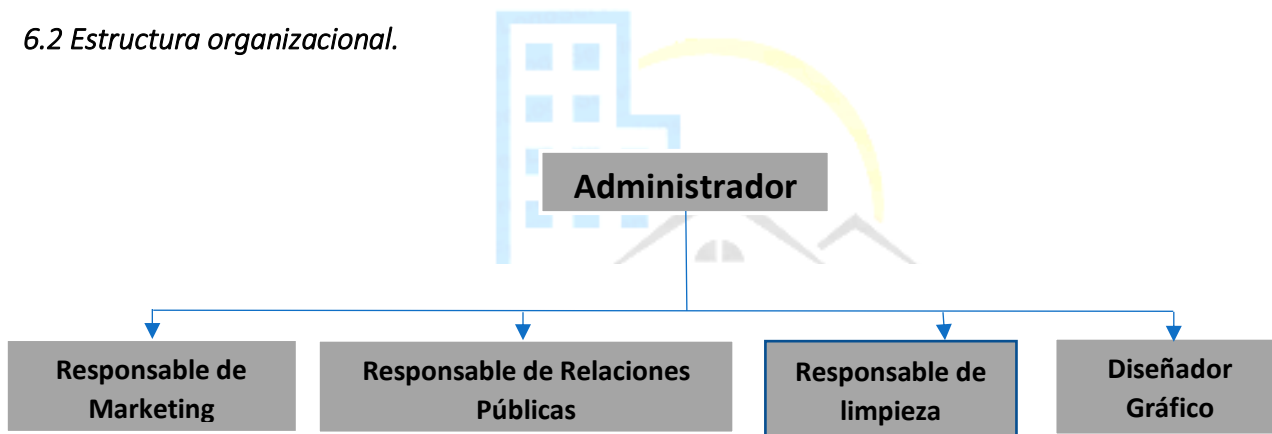 6.2 Estructura organizacional.
Administrador
Responsable de
Marketing
Responsable de Relaciones
Públicas
Responsable de
limpieza
Diseñador
Gráfico